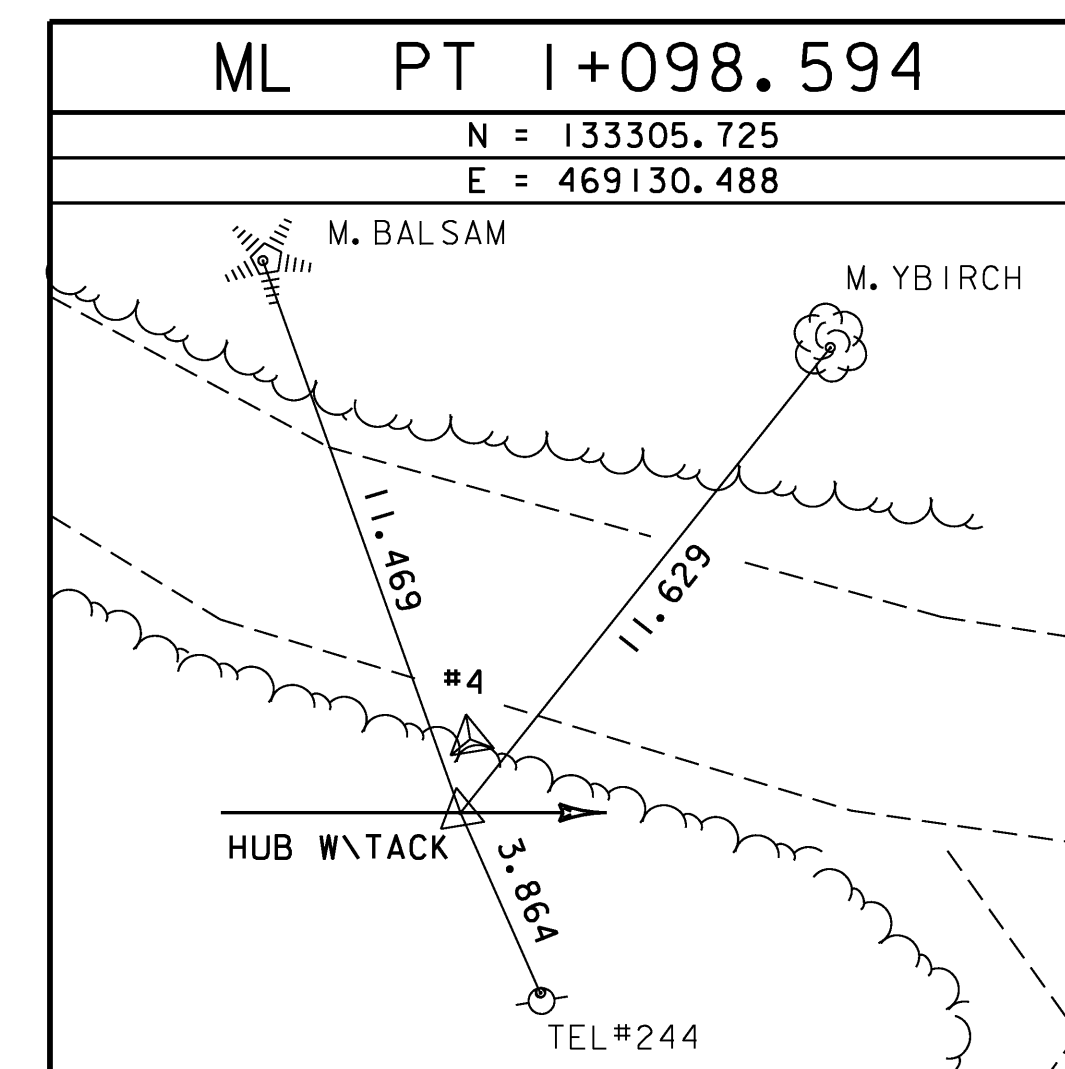 ML PT 1+098.594
N = 133305.725
E = 469130.488
M. BALSAM
M. YBIRCH
11.469
11.629
#4
HUB W\TACK
3.864
TEL#244